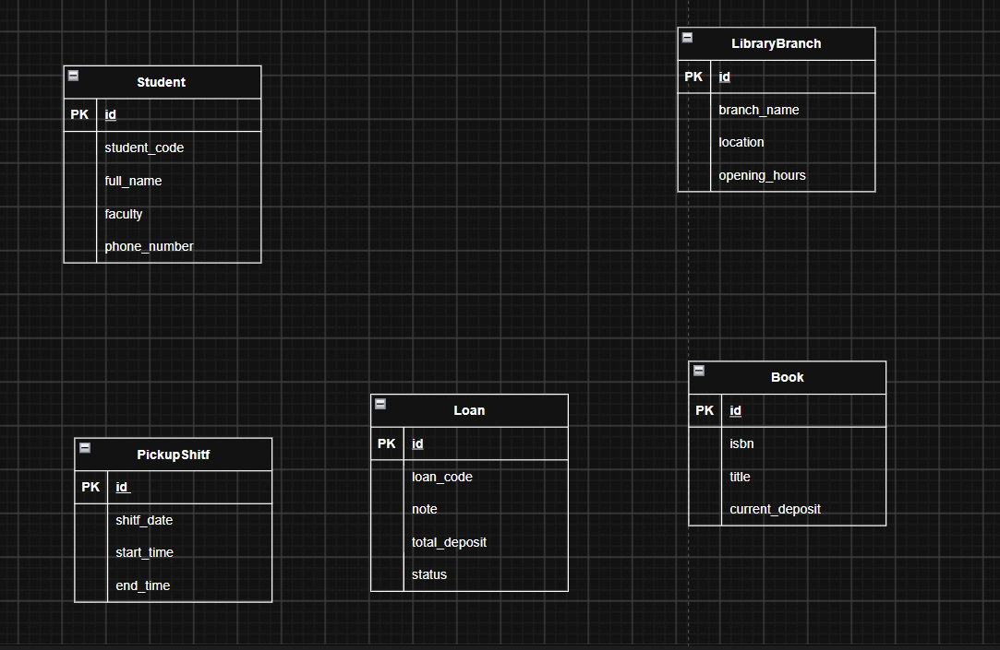 Student
PK id
student_code
full_name
faculty
phone_number
LibraryBranch
PK id
branch_name
location
opening_hours
PickupShitf
PK id
shitf_date
start_time
end_time
Loan
PK id
loan_code
note
total_deposit
status
Book
PK id
isbn
title
current_deposit